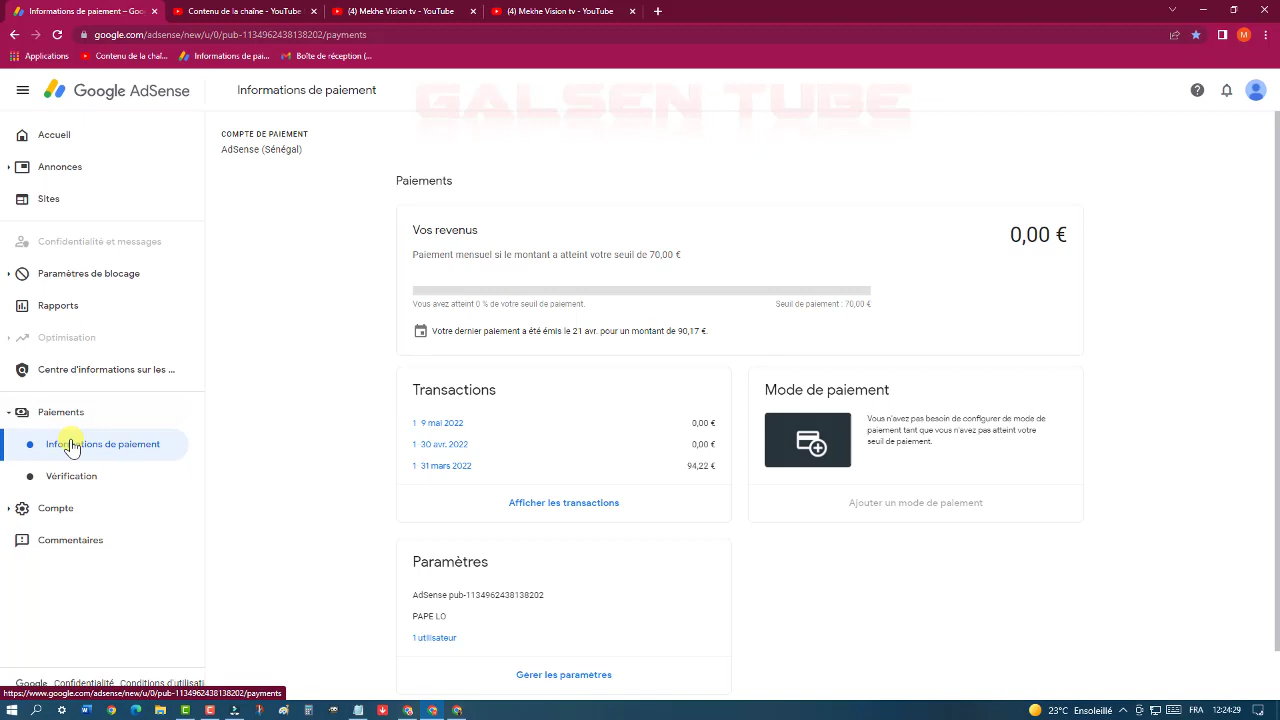 Informations de paiement – Goo
Contenu de la chaîne - YouTube
(4) Mekhe Vision tv - YouTube
(4) Mekhe Vision tv - YouTube
google.com/adsense/new/u/0/pub-1134962438138202/payments
M
Applications
Contenu de la chaî...
Informations de pai...
Boîte de réception (...
Google AdSense
Informations de paiement
GALSEN TUBE
COMPTE DE PAIEMENT
AdSense (Sénégal)
Accueil
Annonces
Sites
Confidentialité et messages
Paramètres de blocage
Rapports
Optimisation
Centre d'informations sur les ...
Paiements
Informations de paiement
Vérification
Compte
Commentaires
Paiements
Vos revenus
0,00 €
Paiement mensuel si le montant a atteint votre seuil de 70,00 €
Vous avez atteint 0 % de votre seuil de paiement.
Seuil de paiement : 70,00 €
Votre dernier paiement a été émis le 21 avr. pour un montant de 90,17 €.
Transactions
1 9 mai 2022 0,00 €
1 30 avr. 2022 0,00 €
1 31 mars 2022 94,22 €
Afficher les transactions
Mode de paiement
Vous n'avez pas besoin de configurer de mode de
paiement tant que vous n'avez pas atteint votre
seuil de paiement.
Ajouter un mode de paiement
Paramètres
AdSense pub-1134962438138202
PAPE LO
1 utilisateur
Gérer les paramètres
Google Confidentialité Conditions d'utilisati
https://www.google.com/adsense/new/u/0/pub-1134962438138202/payments
23°C Ensoleillé
FRA
12:24:29